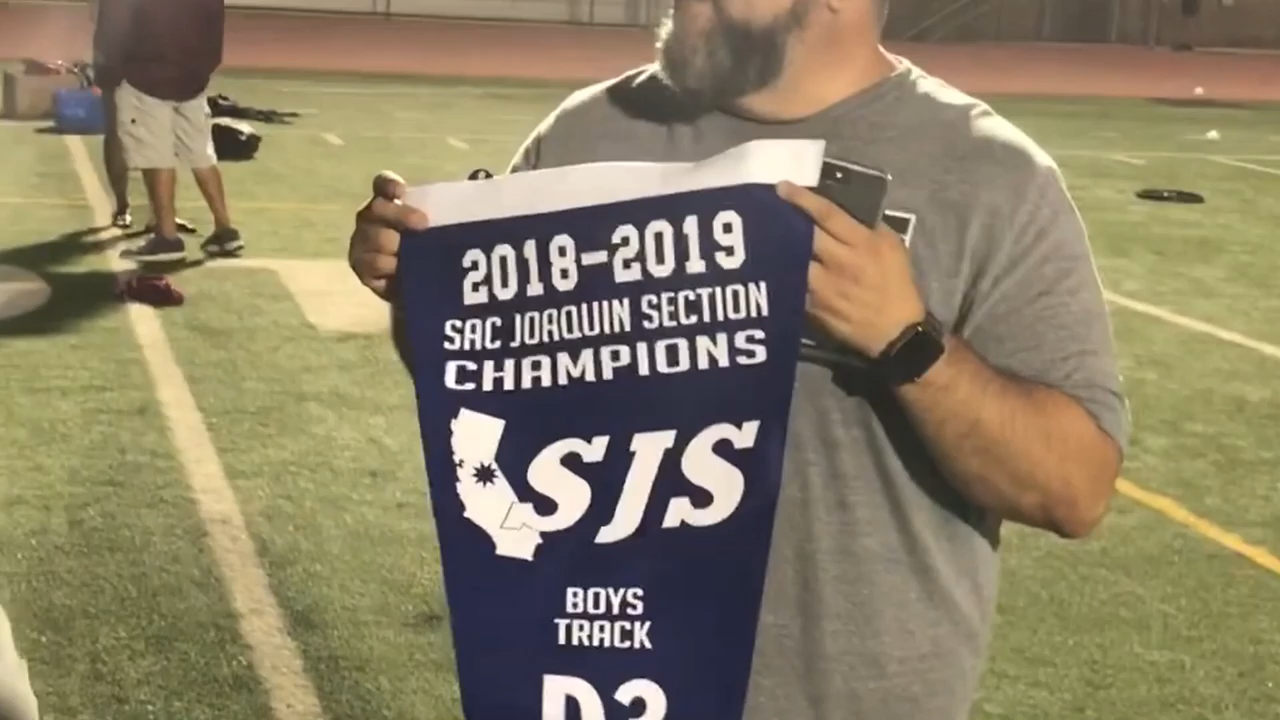 2018-2019
SAC JOAQUIN SECTION
CHAMPIONS
SJS
BOYS
TRACK